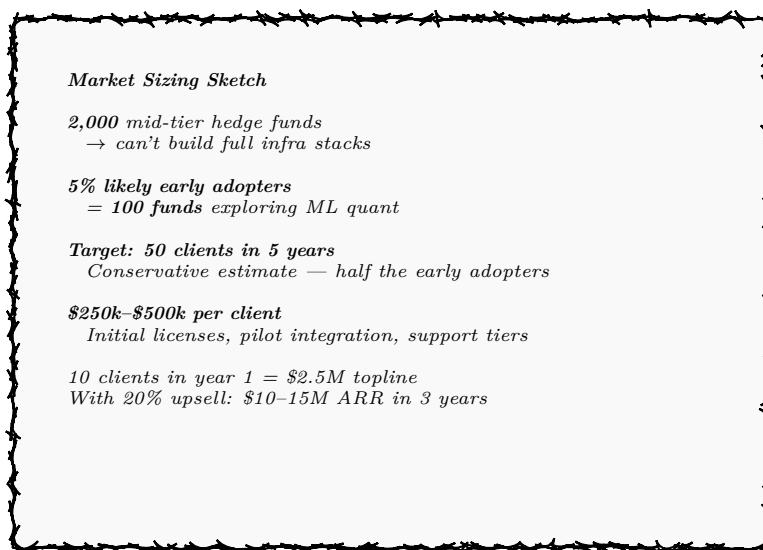 Market Sizing Sketch
2,000 mid-tier hedge funds
→ can't build full infra stacks
5% likely early adopters
= 100 funds exploring ML quant
Target: 50 clients in 5 years
Conservative estimate — half the early adopters
$250k–$500k per client
Initial licenses, pilot integration, support tiers
10 clients in year 1 = $2.5M topline
With 20% upsell: $10–15M ARR in 3 years